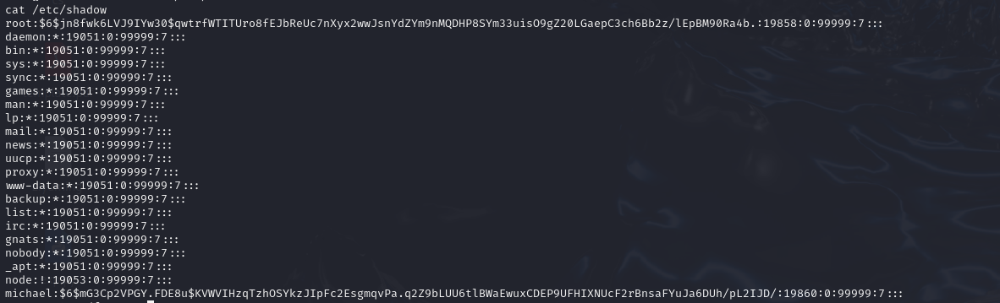 cat /etc/shadow
root:$6$jn8fwk6LVJ9IYw30$qwtrfWTITUro8fEJbReUc7nXyx2wwJsnYdZYm9nMQDHP8SYm33uisO9gZ20LGaepC3ch6Bb2z/lEpBM90Ra4b.:19858:0:99999:7:::
daemon:*:19051:0:99999:7:::
bin:*:19051:0:99999:7:::
sys:*:19051:0:99999:7:::
sync:*:19051:0:99999:7:::
games:*:19051:0:99999:7:::
man:*:19051:0:99999:7:::
lp:*:19051:0:99999:7:::
mail:*:19051:0:99999:7:::
news:*:19051:0:99999:7:::
uucp:*:19051:0:99999:7:::
proxy:*:19051:0:99999:7:::
www-data:*:19051:0:99999:7:::
backup:*:19051:0:99999:7:::
list:*:19051:0:99999:7:::
irc:*:19051:0:99999:7:::
gnats:*:19051:0:99999:7:::
nobody:*:19051:0:99999:7:::
_apt:*:19051:0:99999:7:::
node:!:19053:0:99999:7:::
michael:$6$mG3Cp2VPGY.FDE8u$KVWVIHzqTzhOSYkzJIpFc2EsgmqvPa.q2Z9bLUU6tlBWaEwuxCDEP9UFHIXNUcF2rBnsaFYuJa6DUh/pL2IJD/:19860:0:99999:7:::